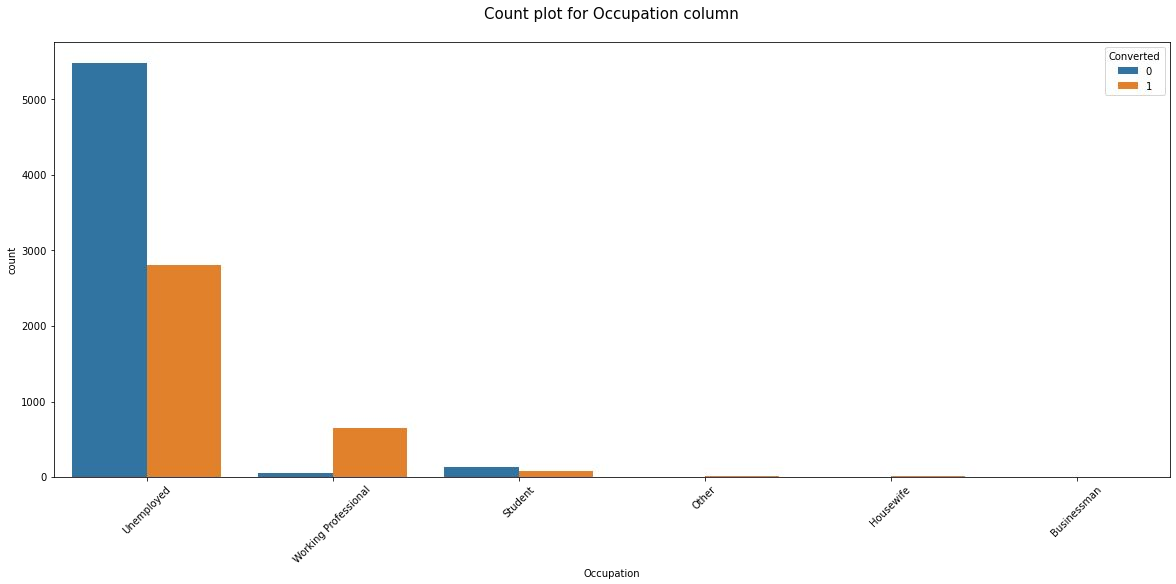 Count plot for Occupation column
Converted
0
1
5000
4000
3000
2000
1000
0
count
Unemployed
Working Professional
Student
Other
Housewife
Businessman
Occupation